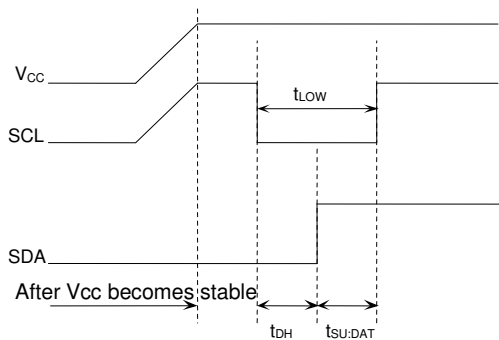 VCC
tLOW
SCL
SDA
After Vcc becomes stable
tDH
tSU:DAT